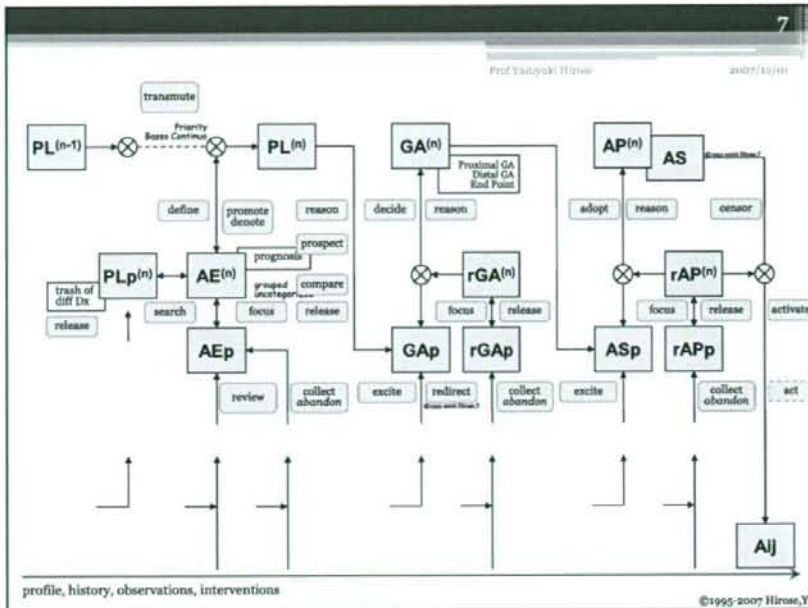 7
Prof Yasuyuki Hirose 2007/10/01
transmute
Priority
Basso Continuo
PL(n-1)
PL(n)
GA(n)
Proximal GA
Distal GA
End Point
AP(n)
AS
define
promote
denote
reason
decide
reason
adopt
reason
censor
prospect
prognosis
PLp(n)
AE(n)
compare
grouped
rGA(n)
rAP(n)
trash of
diff Dx
release
search
focus
release
focus
release
focus
release
activate
AEp
GAp
rGAp
ASp
rAPp
review
collect
abandon
excite
redirect
collect
abandon
excite
collect
abandon
act
Aij
profile, history, observations, interventions
©1995-2007 Hirose,Y